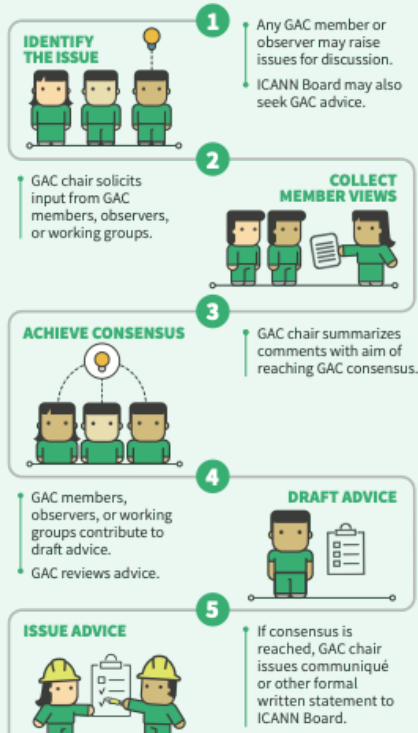 1
IDENTIFY
THE ISSUE
Any GAC member or
observer may raise
issues for discussion.
ICANN Board may also
seek GAC advice.
2
GAC chair solicits
input from GAC
members, observers,
or working groups.
COLLECT
MEMBER VIEWS
3
ACHIEVE CONSENSUS
GAC chair summarizes
comments with aim of
reaching GAC consensus.
4
GAC members,
observers, or working
groups contribute to
draft advice.
GAC reviews advice.
DRAFT ADVICE
5
ISSUE ADVICE
If consensus is
reached, GAC chair
issues communiqué
or other formal
written statement to
ICANN Board.